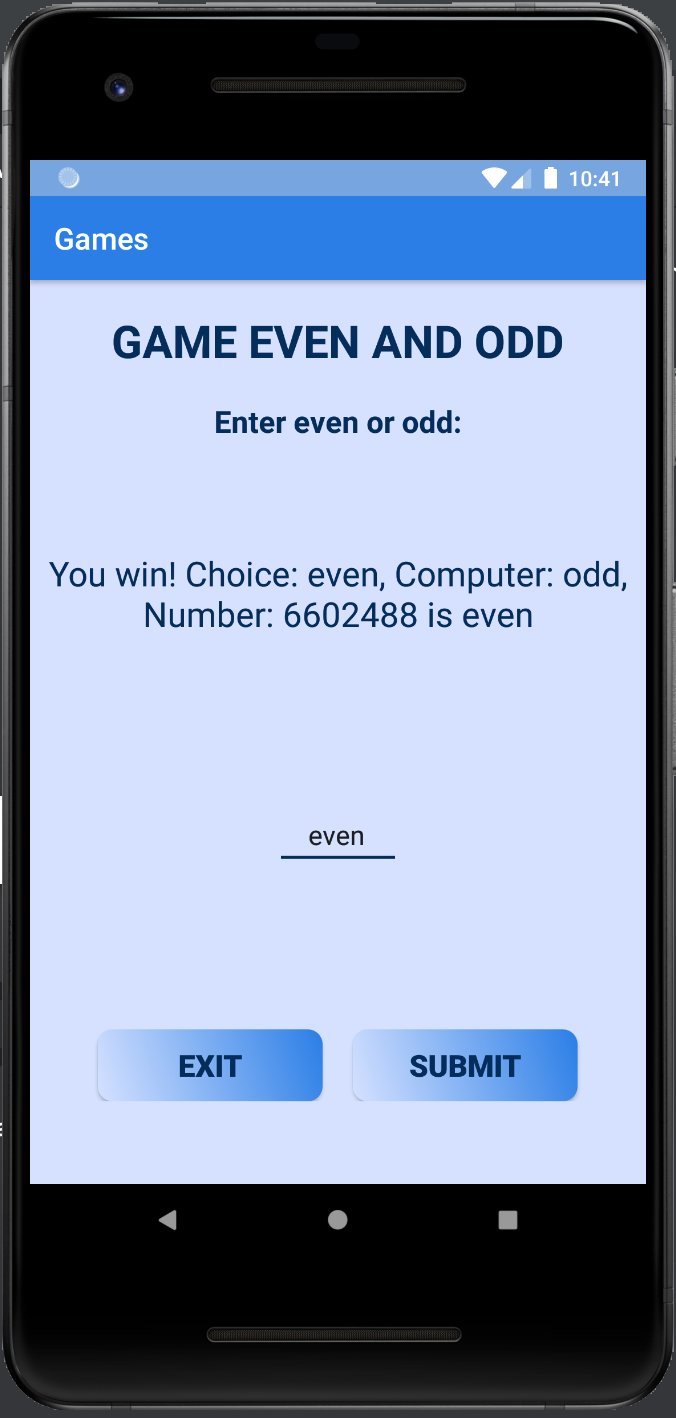 10:41
Games
GAME EVEN AND ODD
Enter even or odd:
You win! Choice: even, Computer: odd,
Number: 6602488 is even
even
EXIT SUBMIT